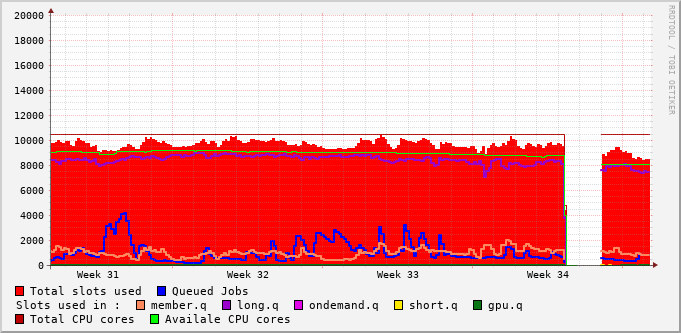 20000
18000
16000
14000
12000
10000
8000
6000
4000
2000
0
Week 31 Week 32 Week 33 Week 34
RRDTOOL / TOBI OETIKER
Total slots used Queued Jobs
Slots used in : member.q long.q ondemand.q short.q gpu.q
Total CPU cores Availale CPU cores